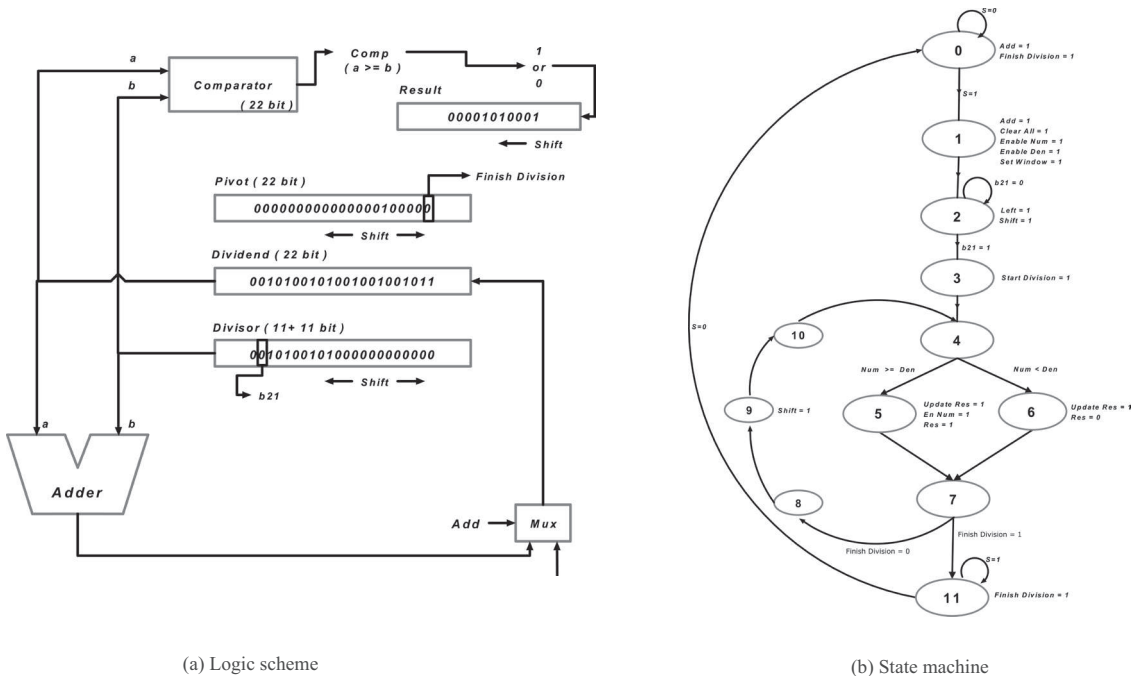 a
b
Comparator
( 22 bit )
Comp
( a >= b )
1
or
0
Result
00001010001
Shift
Pivot ( 22 bit )
Finish Division
0000000000000000100000
Shift
Dividend ( 22 bit )
0010100101001001001011
Divisor ( 11+ 11 bit )
0010100101000000000000
Shift
b21
a
b
Adder
Add
Mux
(a) Logic scheme
S=0
0
Add = 1
Finish Division = 1
S=1
1
Add = 1
Clear All = 1
Enable Num = 1
Enable Den = 1
Set Window = 1
b21 = 0
2
Left = 1
Shift = 1
b21 = 1
3
Start Division = 1
S=0
10
4
Num >= Den
Num < Den
9
Shift = 1
5
Update Res = 1
En Num = 1
Res = 1
6
Update Res = 1
Res = 0
8
7
Finish Division = 0
Finish Division = 1
S=1
11
Finish Division = 1
(b) State machine